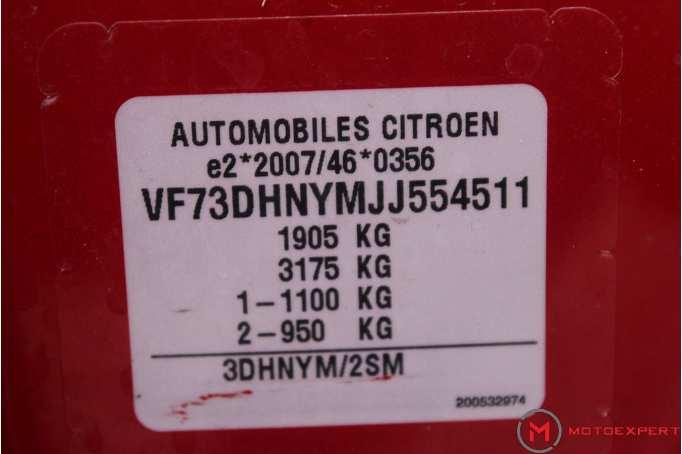 AUTOMOBILES CITROEN
e2*2007/46*0356
VF73DHNYMJJ554511
1905 KG
3175 KG
1-1100 KG
2-950 KG
3DHNYM/2SM
200532974
M MOTOEXPERT